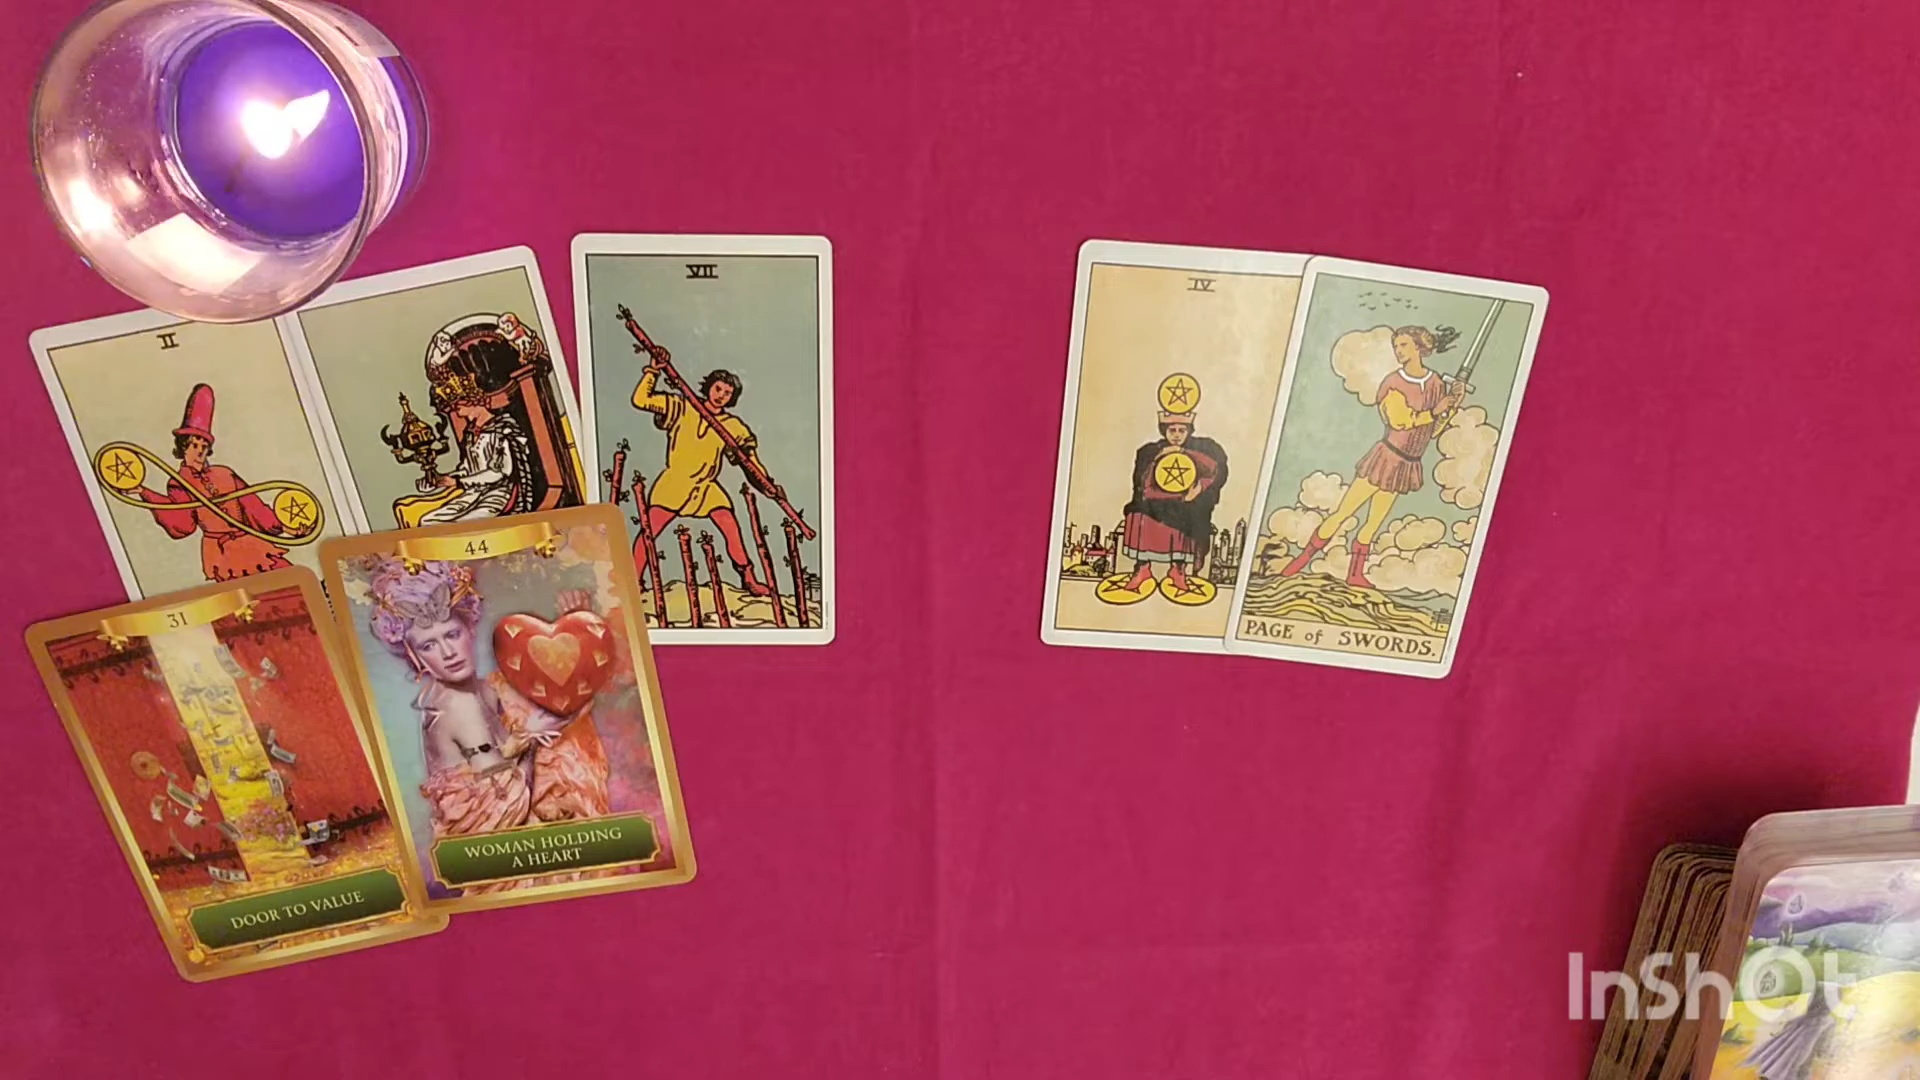 II
VII
IV
PAGE of SWORDS.
31
DOOR TO VALUE
44
WOMAN HOLDING
A HEART
InShOt